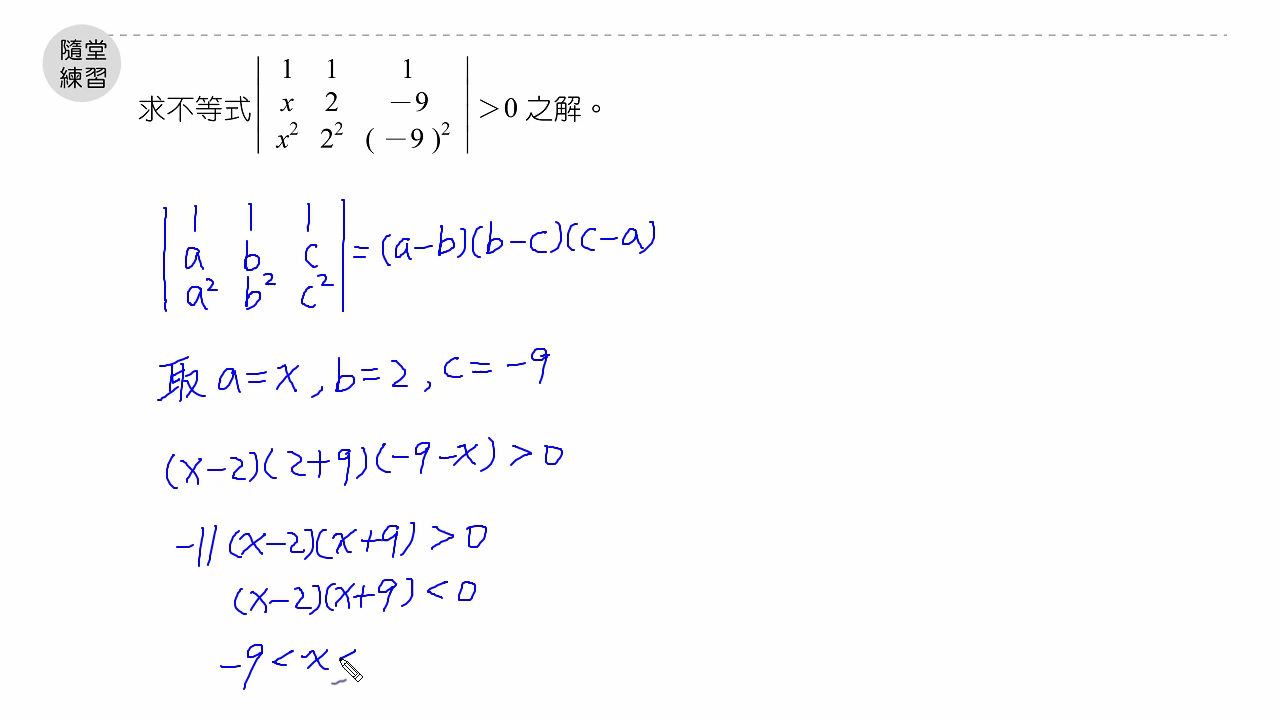 隨堂
練習
求不等式 | 1 1 1 | > 0 之解。
x 2 －9
x² 2² (－9)²
| 1 1 1 | = (a-b)(b-c)(c-a)
a b c
a² b² c²
取 a = x , b = 2 , c = -9
(x-2)(2+9)(-9-x) > 0
-11(x-2)(x+9) > 0
(x-2)(x+9) < 0
-9 < x <